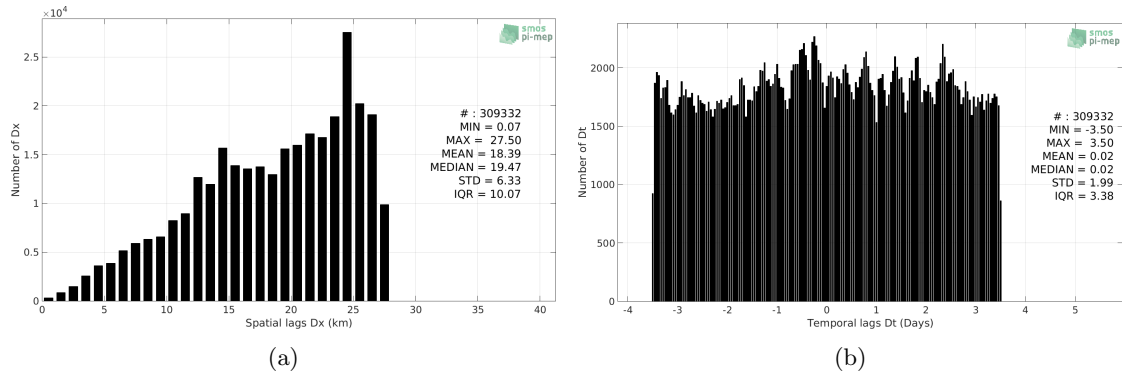 ×10^4
smos
pi-mep
Number of Dx
2.5
2
1.5
1
0.5
0
# : 309332
MIN = 0.07
MAX = 27.50
MEAN = 18.39
MEDIAN = 19.47
STD = 6.33
IQR = 10.07
0 5 10 15 20 25 30 35 40
Spatial lags Dx (km)
(a)
smos
pi-mep
Number of Dt
2000
1500
1000
500
0
# : 309332
MIN = -3.50
MAX = 3.50
MEAN = 0.02
MEDIAN = 0.02
STD = 1.99
IQR = 3.38
-4 -3 -2 -1 0 1 2 3 4 5
Temporal lags Dt (Days)
(b)